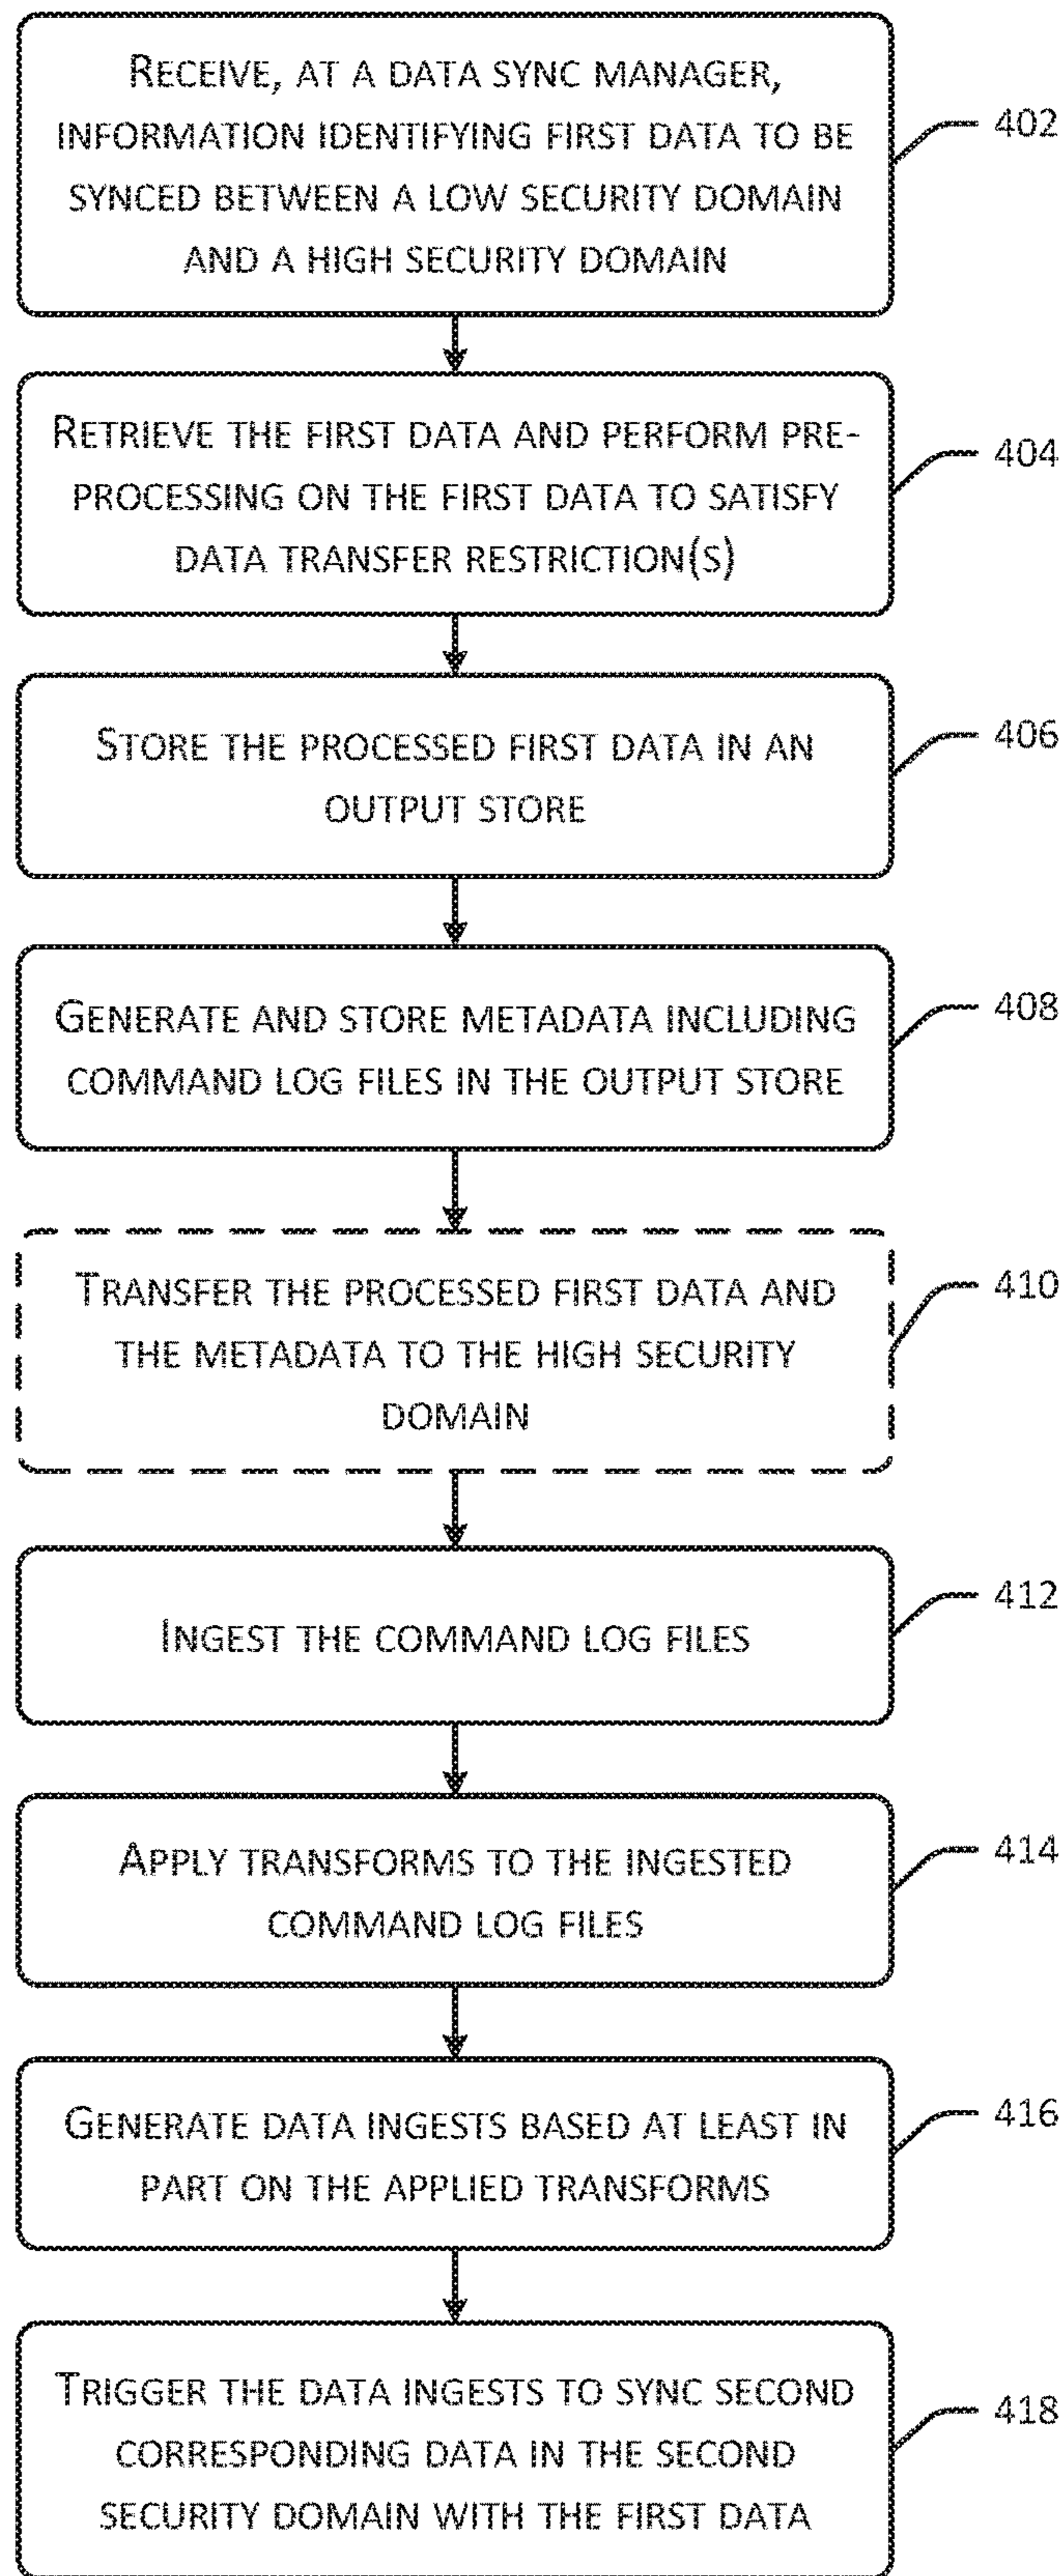 RECEIVE, AT A DATA SYNC MANAGER,
INFORMATION IDENTIFYING FIRST DATA TO BE
SYNCED BETWEEN A LOW SECURITY DOMAIN
AND A HIGH SECURITY DOMAIN
402
RETRIEVE THE FIRST DATA AND PERFORM PRE-
PROCESSING ON THE FIRST DATA TO SATISFY
DATA TRANSFER RESTRICTION(S)
404
STORE THE PROCESSED FIRST DATA IN AN
OUTPUT STORE
406
GENERATE AND STORE METADATA INCLUDING
COMMAND LOG FILES IN THE OUTPUT STORE
408
TRANSFER THE PROCESSED FIRST DATA AND
THE METADATA TO THE HIGH SECURITY
DOMAIN
410
INGEST THE COMMAND LOG FILES
412
APPLY TRANSFORMS TO THE INGESTED
COMMAND LOG FILES
414
GENERATE DATA INGESTS BASED AT LEAST IN
PART ON THE APPLIED TRANSFORMS
416
TRIGGER THE DATA INGESTS TO SYNC SECOND
CORRESPONDING DATA IN THE SECOND
SECURITY DOMAIN WITH THE FIRST DATA
418